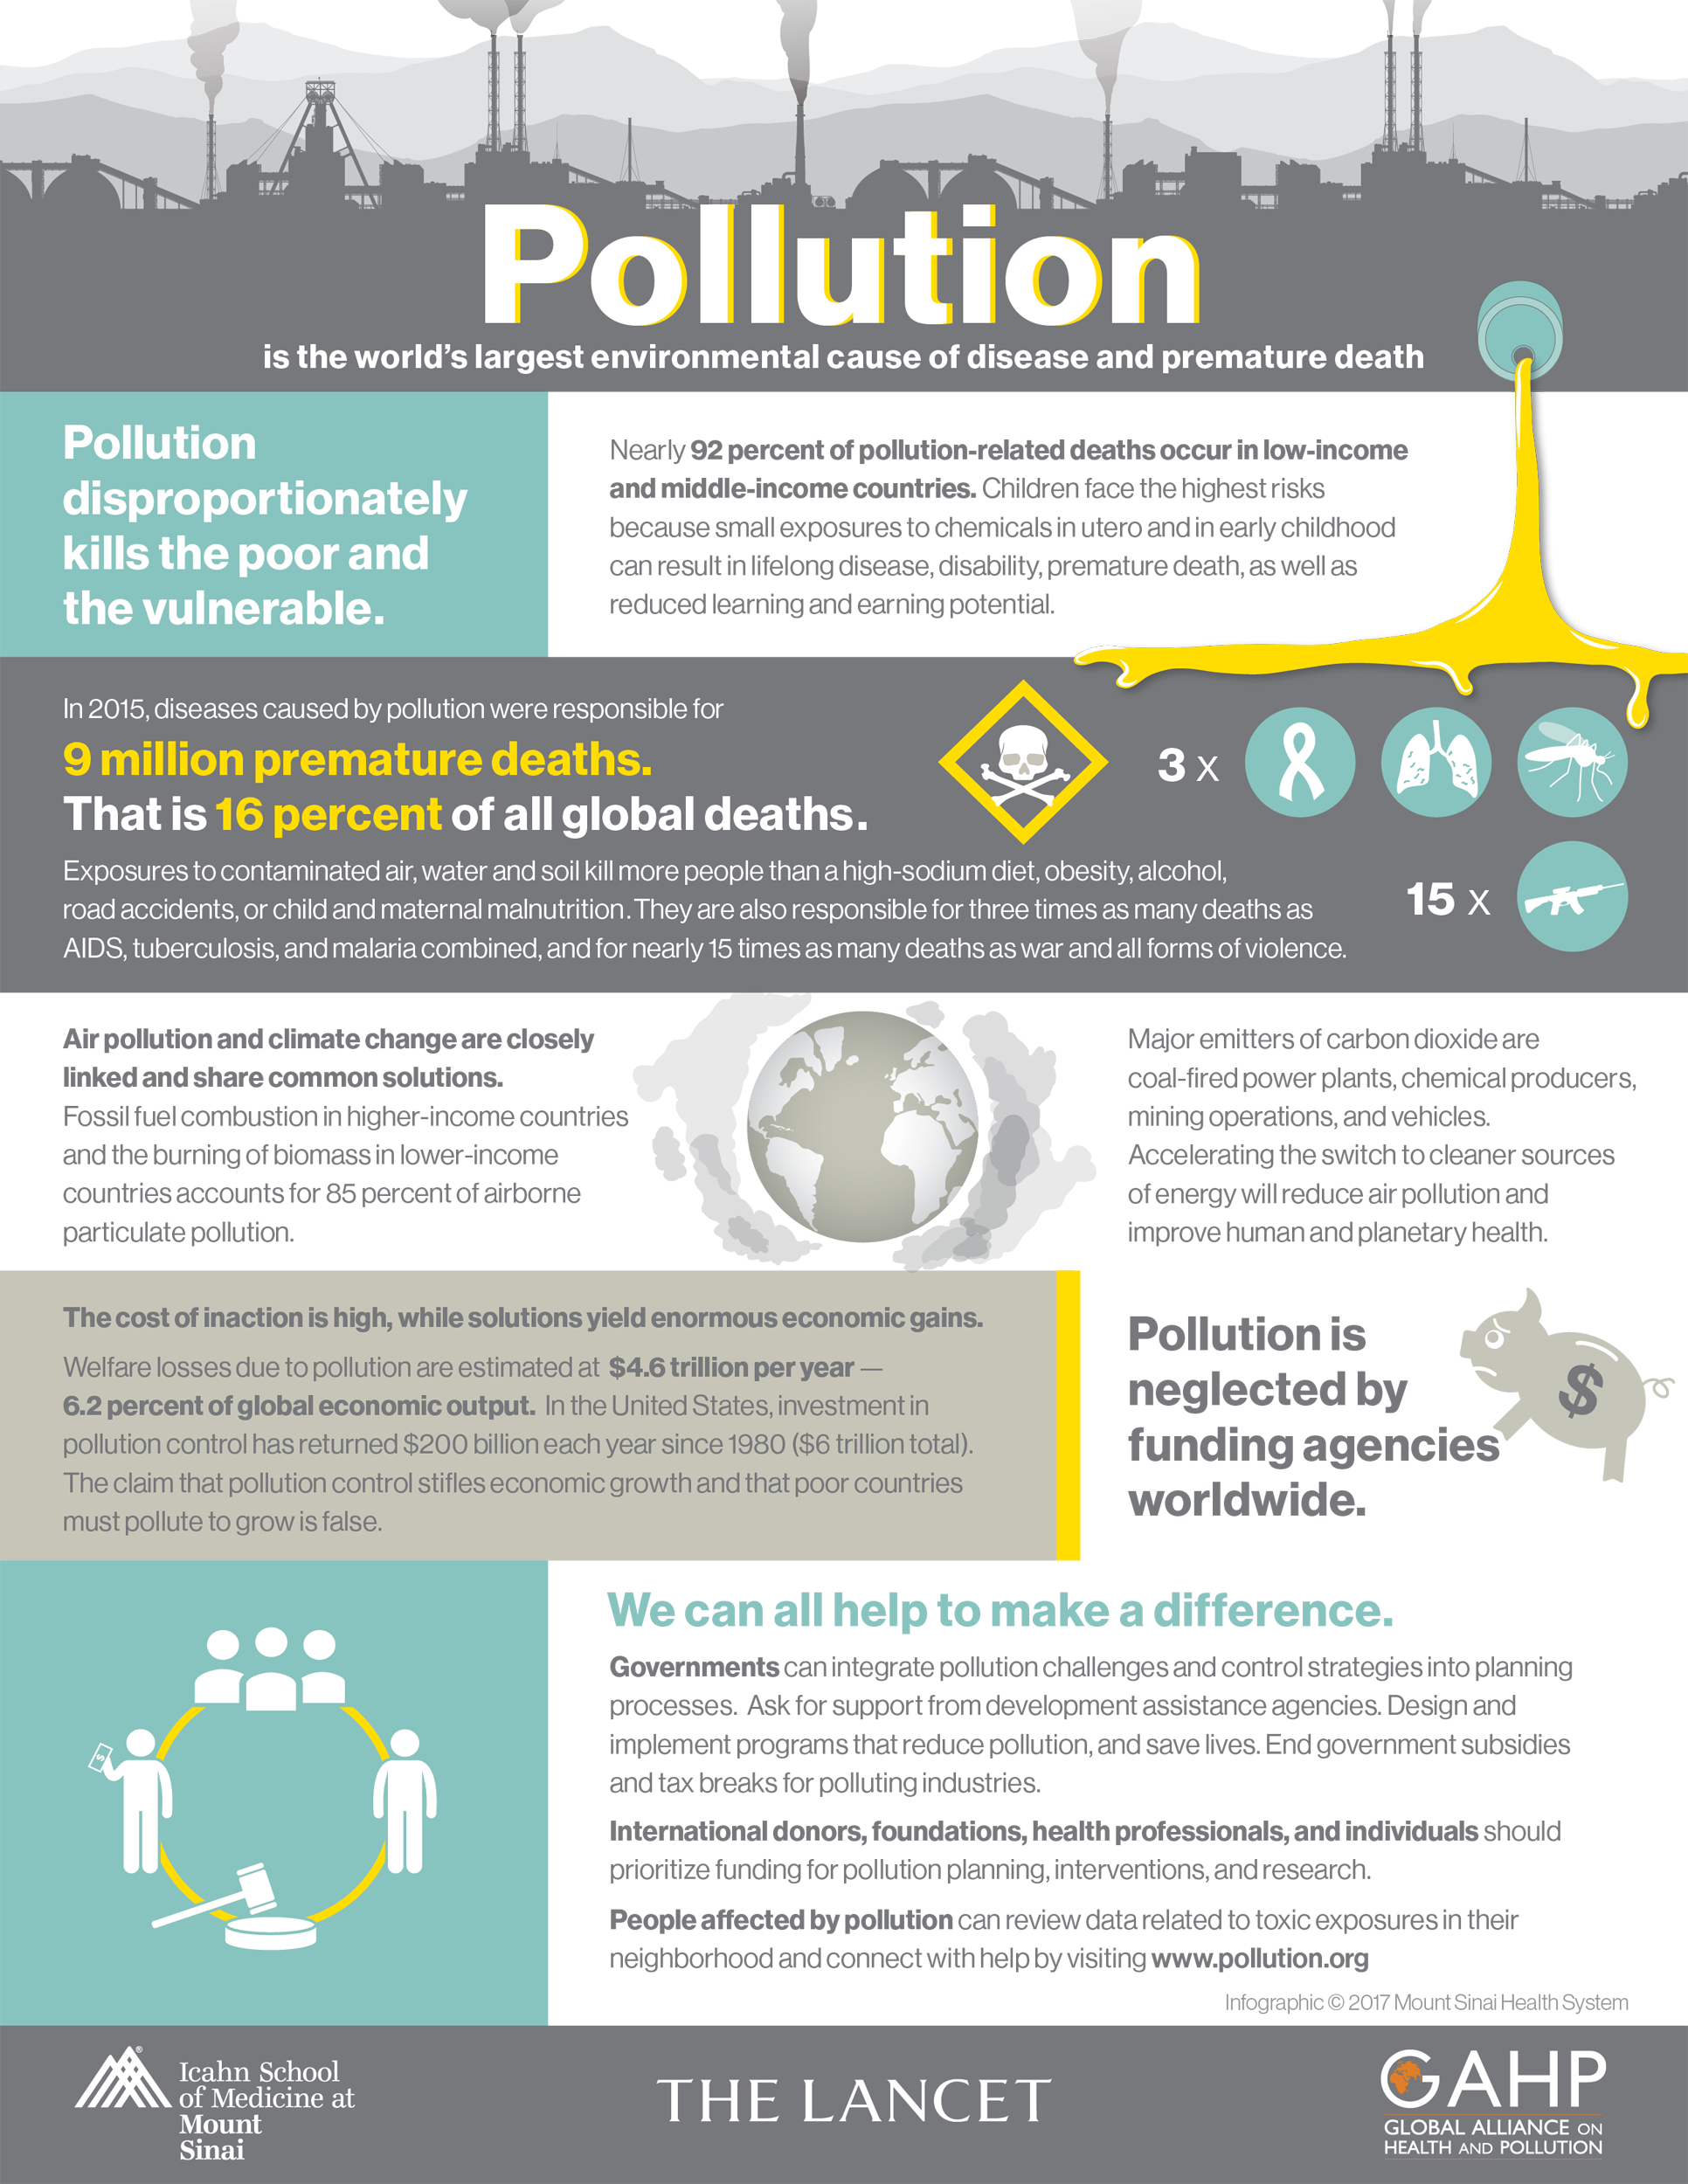 Pollution
is the world's largest environmental cause of disease and premature death
Pollution
disproportionately
kills the poor and
the vulnerable.
Nearly 92 percent of pollution-related deaths occur in low-income
and middle-income countries. Children face the highest risks
because small exposures to chemicals in utero and in early childhood
can result in lifelong disease, disability, premature death, as well as
reduced learning and earning potential.
In 2015, diseases caused by pollution were responsible for
9 million premature deaths.
That is 16 percent of all global deaths.
3 x
15 x
Exposures to contaminated air, water and soil kill more people than a high-sodium diet, obesity, alcohol,
road accidents, or child and maternal malnutrition. They are also responsible for three times as many deaths as
AIDS, tuberculosis, and malaria combined, and for nearly 15 times as many deaths as war and all forms of violence.
Air pollution and climate change are closely
linked and share common solutions.
Fossil fuel combustion in higher-income countries
and the burning of biomass in lower-income
countries accounts for 85 percent of airborne
particulate pollution.
Major emitters of carbon dioxide are
coal-fired power plants, chemical producers,
mining operations, and vehicles.
Accelerating the switch to cleaner sources
of energy will reduce air pollution and
improve human and planetary health.
The cost of inaction is high, while solutions yield enormous economic gains.
Welfare losses due to pollution are estimated at $4.6 trillion per year —
6.2 percent of global economic output. In the United States, investment in
pollution control has returned $200 billion each year since 1980 ($6 trillion total).
The claim that pollution control stifles economic growth and that poor countries
must pollute to grow is false.
Pollution is
neglected by
funding agencies
worldwide.
$
We can all help to make a difference.
Governments can integrate pollution challenges and control strategies into planning
processes. Ask for support from development assistance agencies. Design and
implement programs that reduce pollution, and save lives. End government subsidies
and tax breaks for polluting industries.
International donors, foundations, health professionals, and individuals should
prioritize funding for pollution planning, interventions, and research.
People affected by pollution can review data related to toxic exposures in their
neighborhood and connect with help by visiting www.pollution.org
$
Infographic © 2017 Mount Sinai Health System
®
Icahn School
of Medicine at
Mount
Sinai
THE LANCET
GAHP
GLOBAL ALLIANCE ON
HEALTH AND POLLUTION